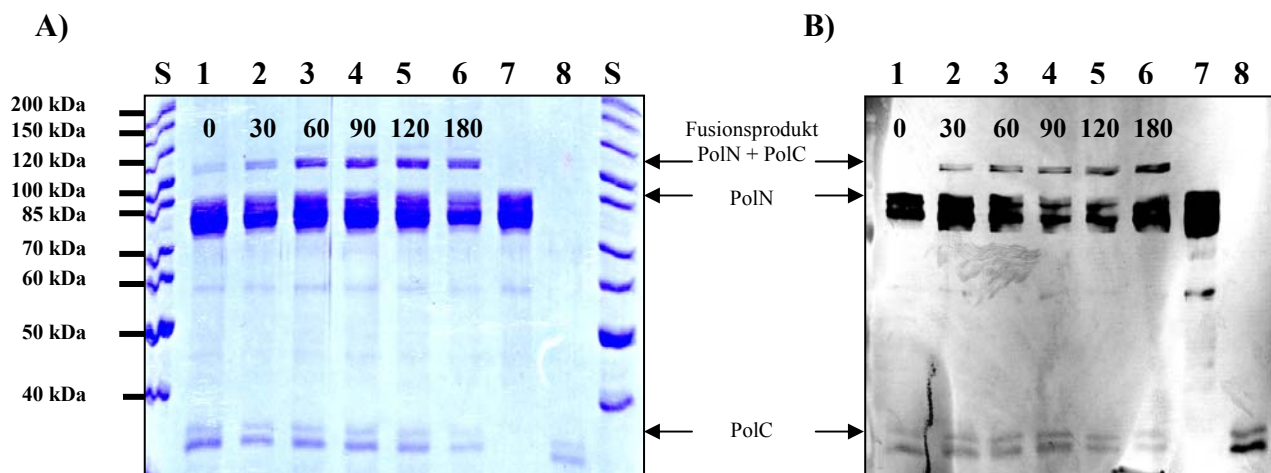 A)
B)
S 1 2 3 4 5 6 7 8 S
1 2 3 4 5 6 7 8
0 30 60 90 120 180
0 30 60 90 120 180
200 kDa
150 kDa
120 kDa
100 kDa
85 kDa
70 kDa
60 kDa
50 kDa
40 kDa
Fusionsprodukt
PolN + PolC
PolN
PolC